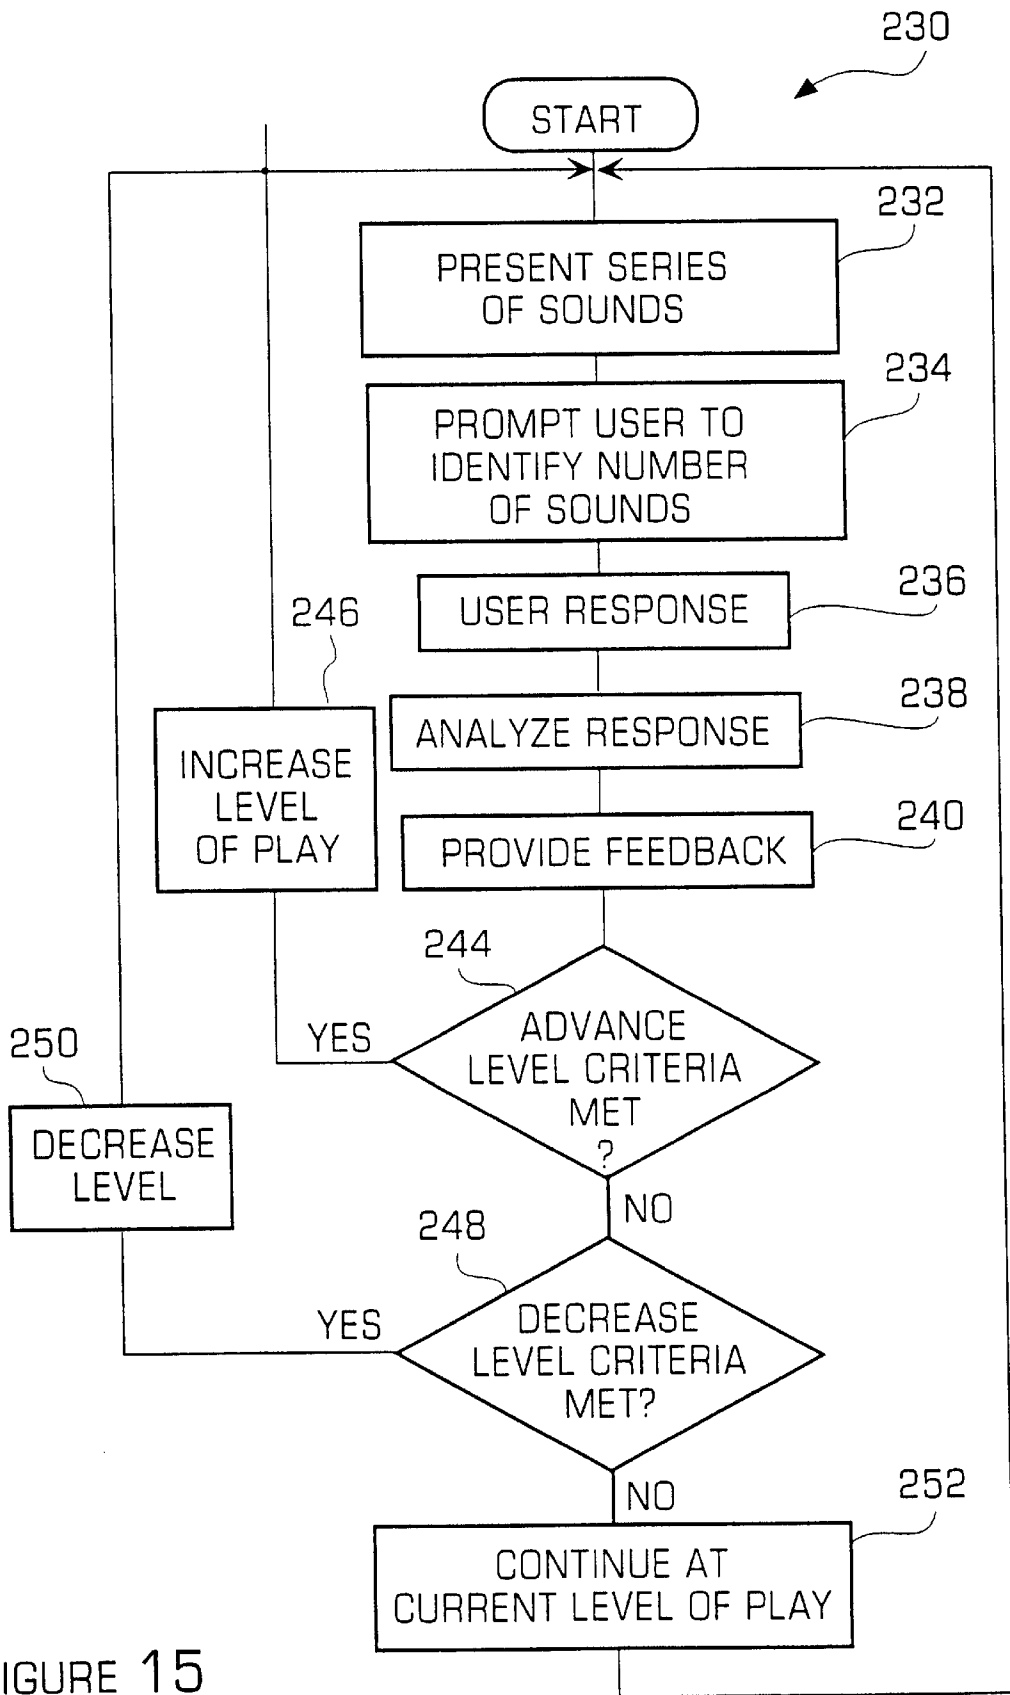 230
START
232
PRESENT SERIES
OF SOUNDS
234
PROMPT USER TO
IDENTIFY NUMBER
OF SOUNDS
236
USER RESPONSE
246
238
ANALYZE RESPONSE
INCREASE
LEVEL
OF PLAY
240
PROVIDE FEEDBACK
244
ADVANCE
LEVEL CRITERIA
MET
?
YES
250
DECREASE
LEVEL
NO
248
YES
DECREASE
LEVEL CRITERIA
MET?
NO
252
CONTINUE AT
CURRENT LEVEL OF PLAY
IGURE 15